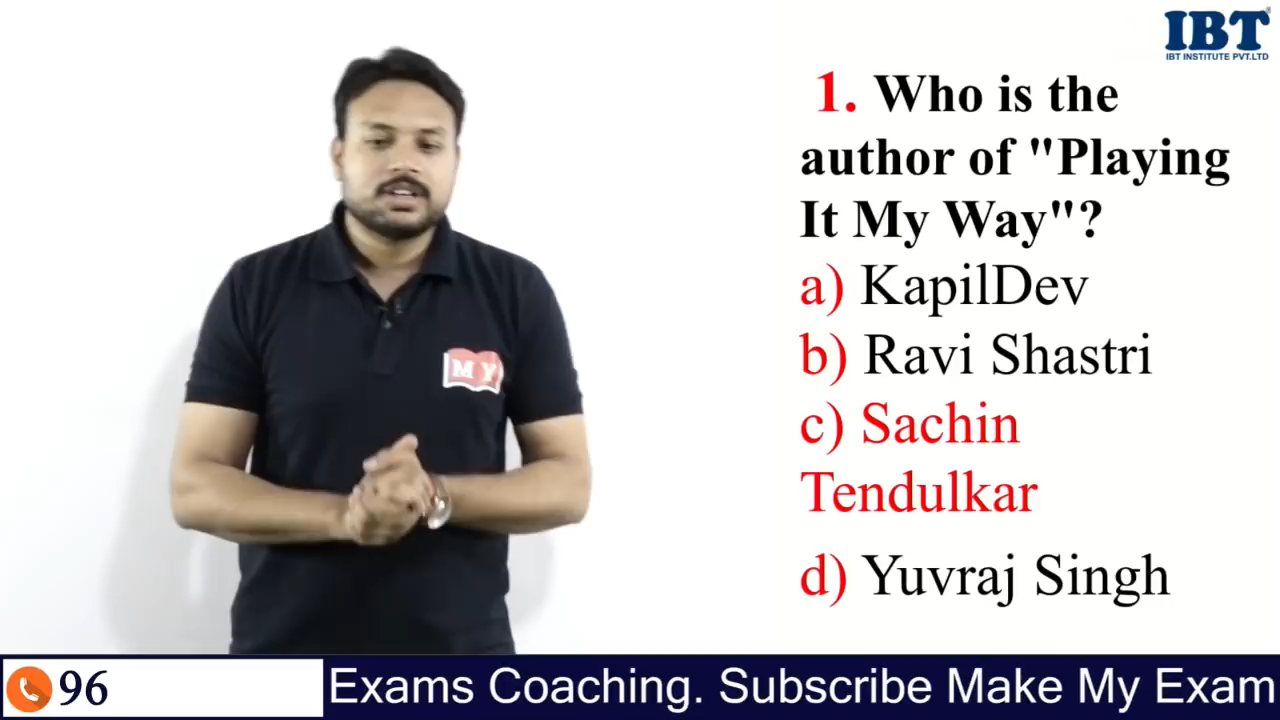 IBT
IBT INSTITUTE PVT.LTD
1. Who is the
author of "Playing
It My Way"?
a) KapilDev
b) Ravi Shastri
c) Sachin
Tendulkar
d) Yuvraj Singh
M Y
96
Exams Coaching. Subscribe Make My Exam